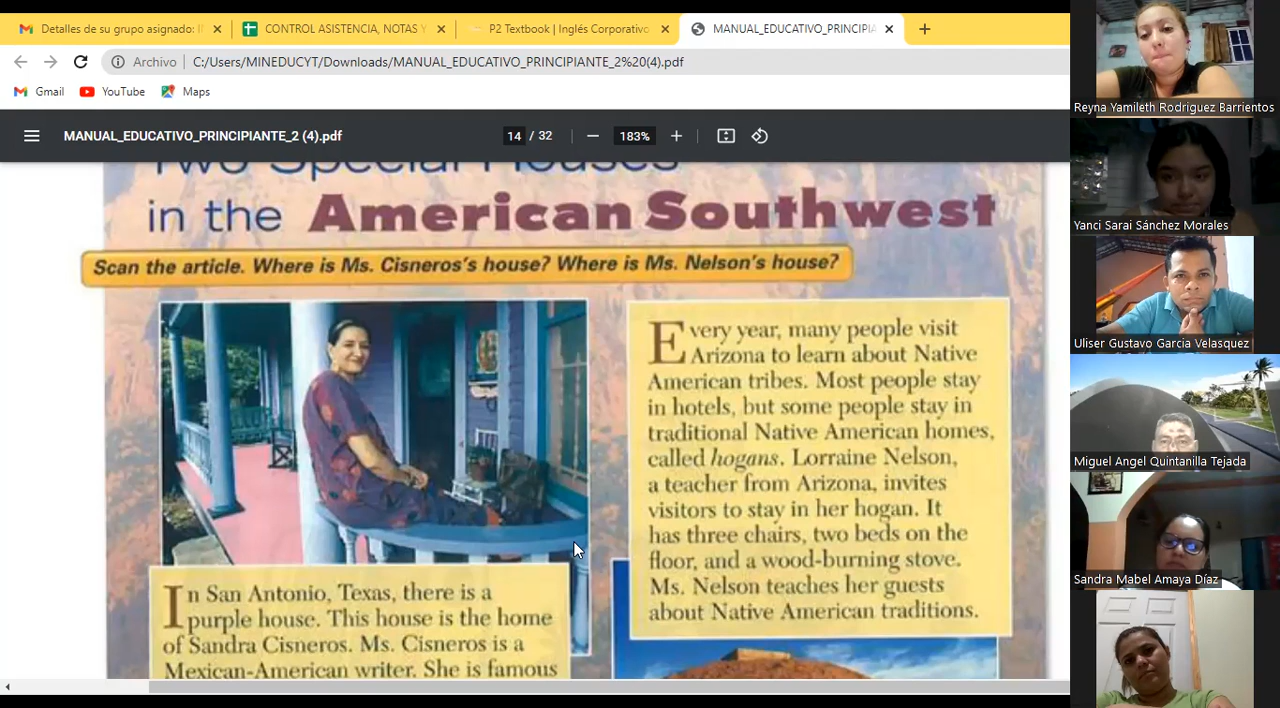 Detalles de su grupo asignado: I
CONTROL ASISTENCIA, NOTAS Y
P2 Textbook | Inglés Corporativo
MANUAL_EDUCATIVO_PRINCIPIA
Archivo
C:/Users/MINEDUCYT/Downloads/MANUAL_EDUCATIVO_PRINCIPIANTE_2%20(4).pdf
Gmail
YouTube
Maps
MANUAL_EDUCATIVO_PRINCIPIANTE_2 (4).pdf
14 / 32
183%
Two Special Houses
in the American Southwest
Scan the article. Where is Ms. Cisneros's house? Where is Ms. Nelson's house?
In San Antonio, Texas, there is a
purple house. This house is the home
of Sandra Cisneros. Ms. Cisneros is a
Mexican-American writer. She is famous
Every year, many people visit
Arizona to learn about Native
American tribes. Most people stay
in hotels, but some people stay in
traditional Native American homes,
called hogans. Lorraine Nelson,
a teacher from Arizona, invites
visitors to stay in her hogan. It
has three chairs, two beds on the
floor, and a wood-burning stove.
Ms. Nelson teaches her guests
about Native American traditions.
Reyna Yamileth Rodriguez Barrientos
Yanci Sarai Sánchez Morales
Uliser Gustavo García Velasquez
Miguel Angel Quintanilla Tejada
Sandra Mabel Amaya Díaz